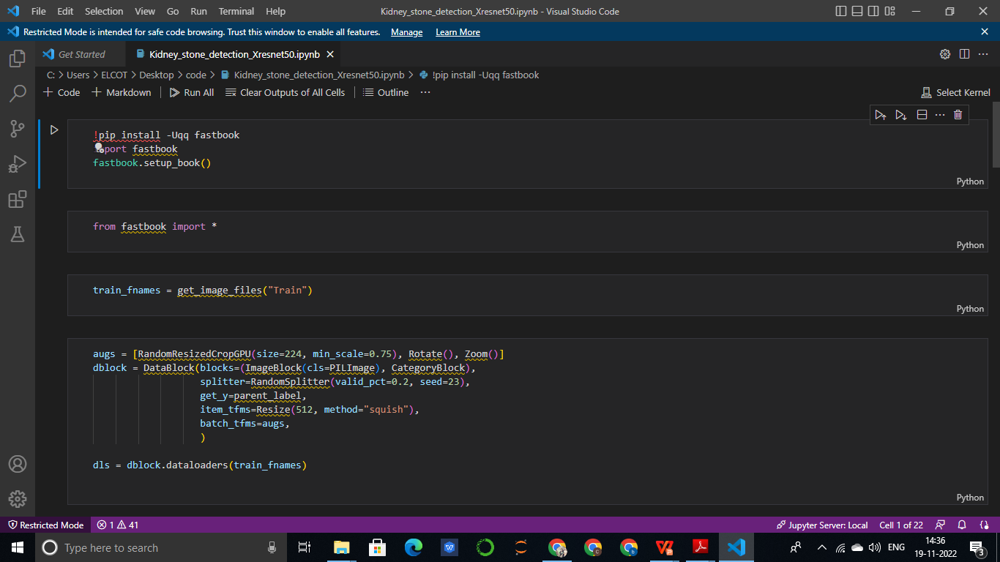 File Edit Selection View Go Run Terminal Help Kidney_stone_detection_Xresnet50.ipynb - Visual Studio Code
Restricted Mode is intended for safe code browsing. Trust this window to enable all features. Manage Learn More
Get Started Kidney_stone_detection_Xresnet50.ipynb
C: > Users > ELCOT > Desktop > code > Kidney_stone_detection_Xresnet50.ipynb > !pip install -Uqq fastbook
+ Code + Markdown Run All Clear Outputs of All Cells Outline ... Select Kernel
!pip install -Uqq fastbook
import fastbook
fastbook.setup_book()
Python
from fastbook import *
Python
train_fnames = get_image_files("Train")
Python
augs = [RandomResizedCropGPU(size=224, min_scale=0.75), Rotate(), Zoom()]
dblock = DataBlock(blocks=(ImageBlock(cls=PILImage), CategoryBlock),
splitter=RandomSplitter(valid_pct=0.2, seed=23),
get_y=parent_label,
item_tfms=Resize(512, method="squish"),
batch_tfms=augs,
)
dls = dblock.dataloaders(train_fnames)
Python
Restricted Mode 1 41 Jupyter Server: Local Cell 1 of 22
Type here to search ENG 14:36
19-11-2022 3